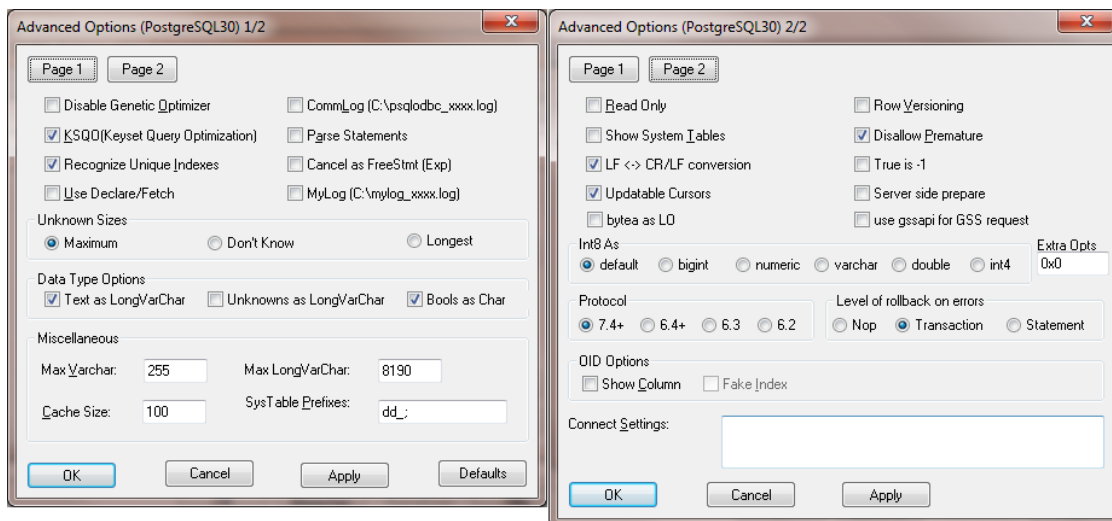 Advanced Options (PostgreSQL30) 1/2
Page 1 Page 2
Disable Genetic Optimizer CommLog (C:\psqlodbc_xxxx.log)
KSQO(Keyset Query Optimization) Parse Statements
Recognize Unique Indexes Cancel as FreeStmt (Exp)
Use Declare/Fetch MyLog (C:\mylog_xxxx.log)
Unknown Sizes
Maximum Don't Know Longest
Data Type Options
Text as LongVarChar Unknowns as LongVarChar Bools as Char
Miscellaneous
Max Varchar: 255 Max LongVarChar: 8190
Cache Size: 100 SysTable Prefixes: dd_;
OK Cancel Apply Defaults
Advanced Options (PostgreSQL30) 2/2
Page 1 Page 2
Read Only Row Versioning
Show System Tables Disallow Premature
LF <-> CR/LF conversion True is -1
Updatable Cursors Server side prepare
bytea as LO use gssapi for GSS request
Int8 As Extra Opts
default bigint numeric varchar double int4 0x0
Protocol Level of rollback on errors
7.4+ 6.4+ 6.3 6.2 Nop Transaction Statement
OID Options
Show Column Fake Index
Connect Settings:
OK Cancel Apply